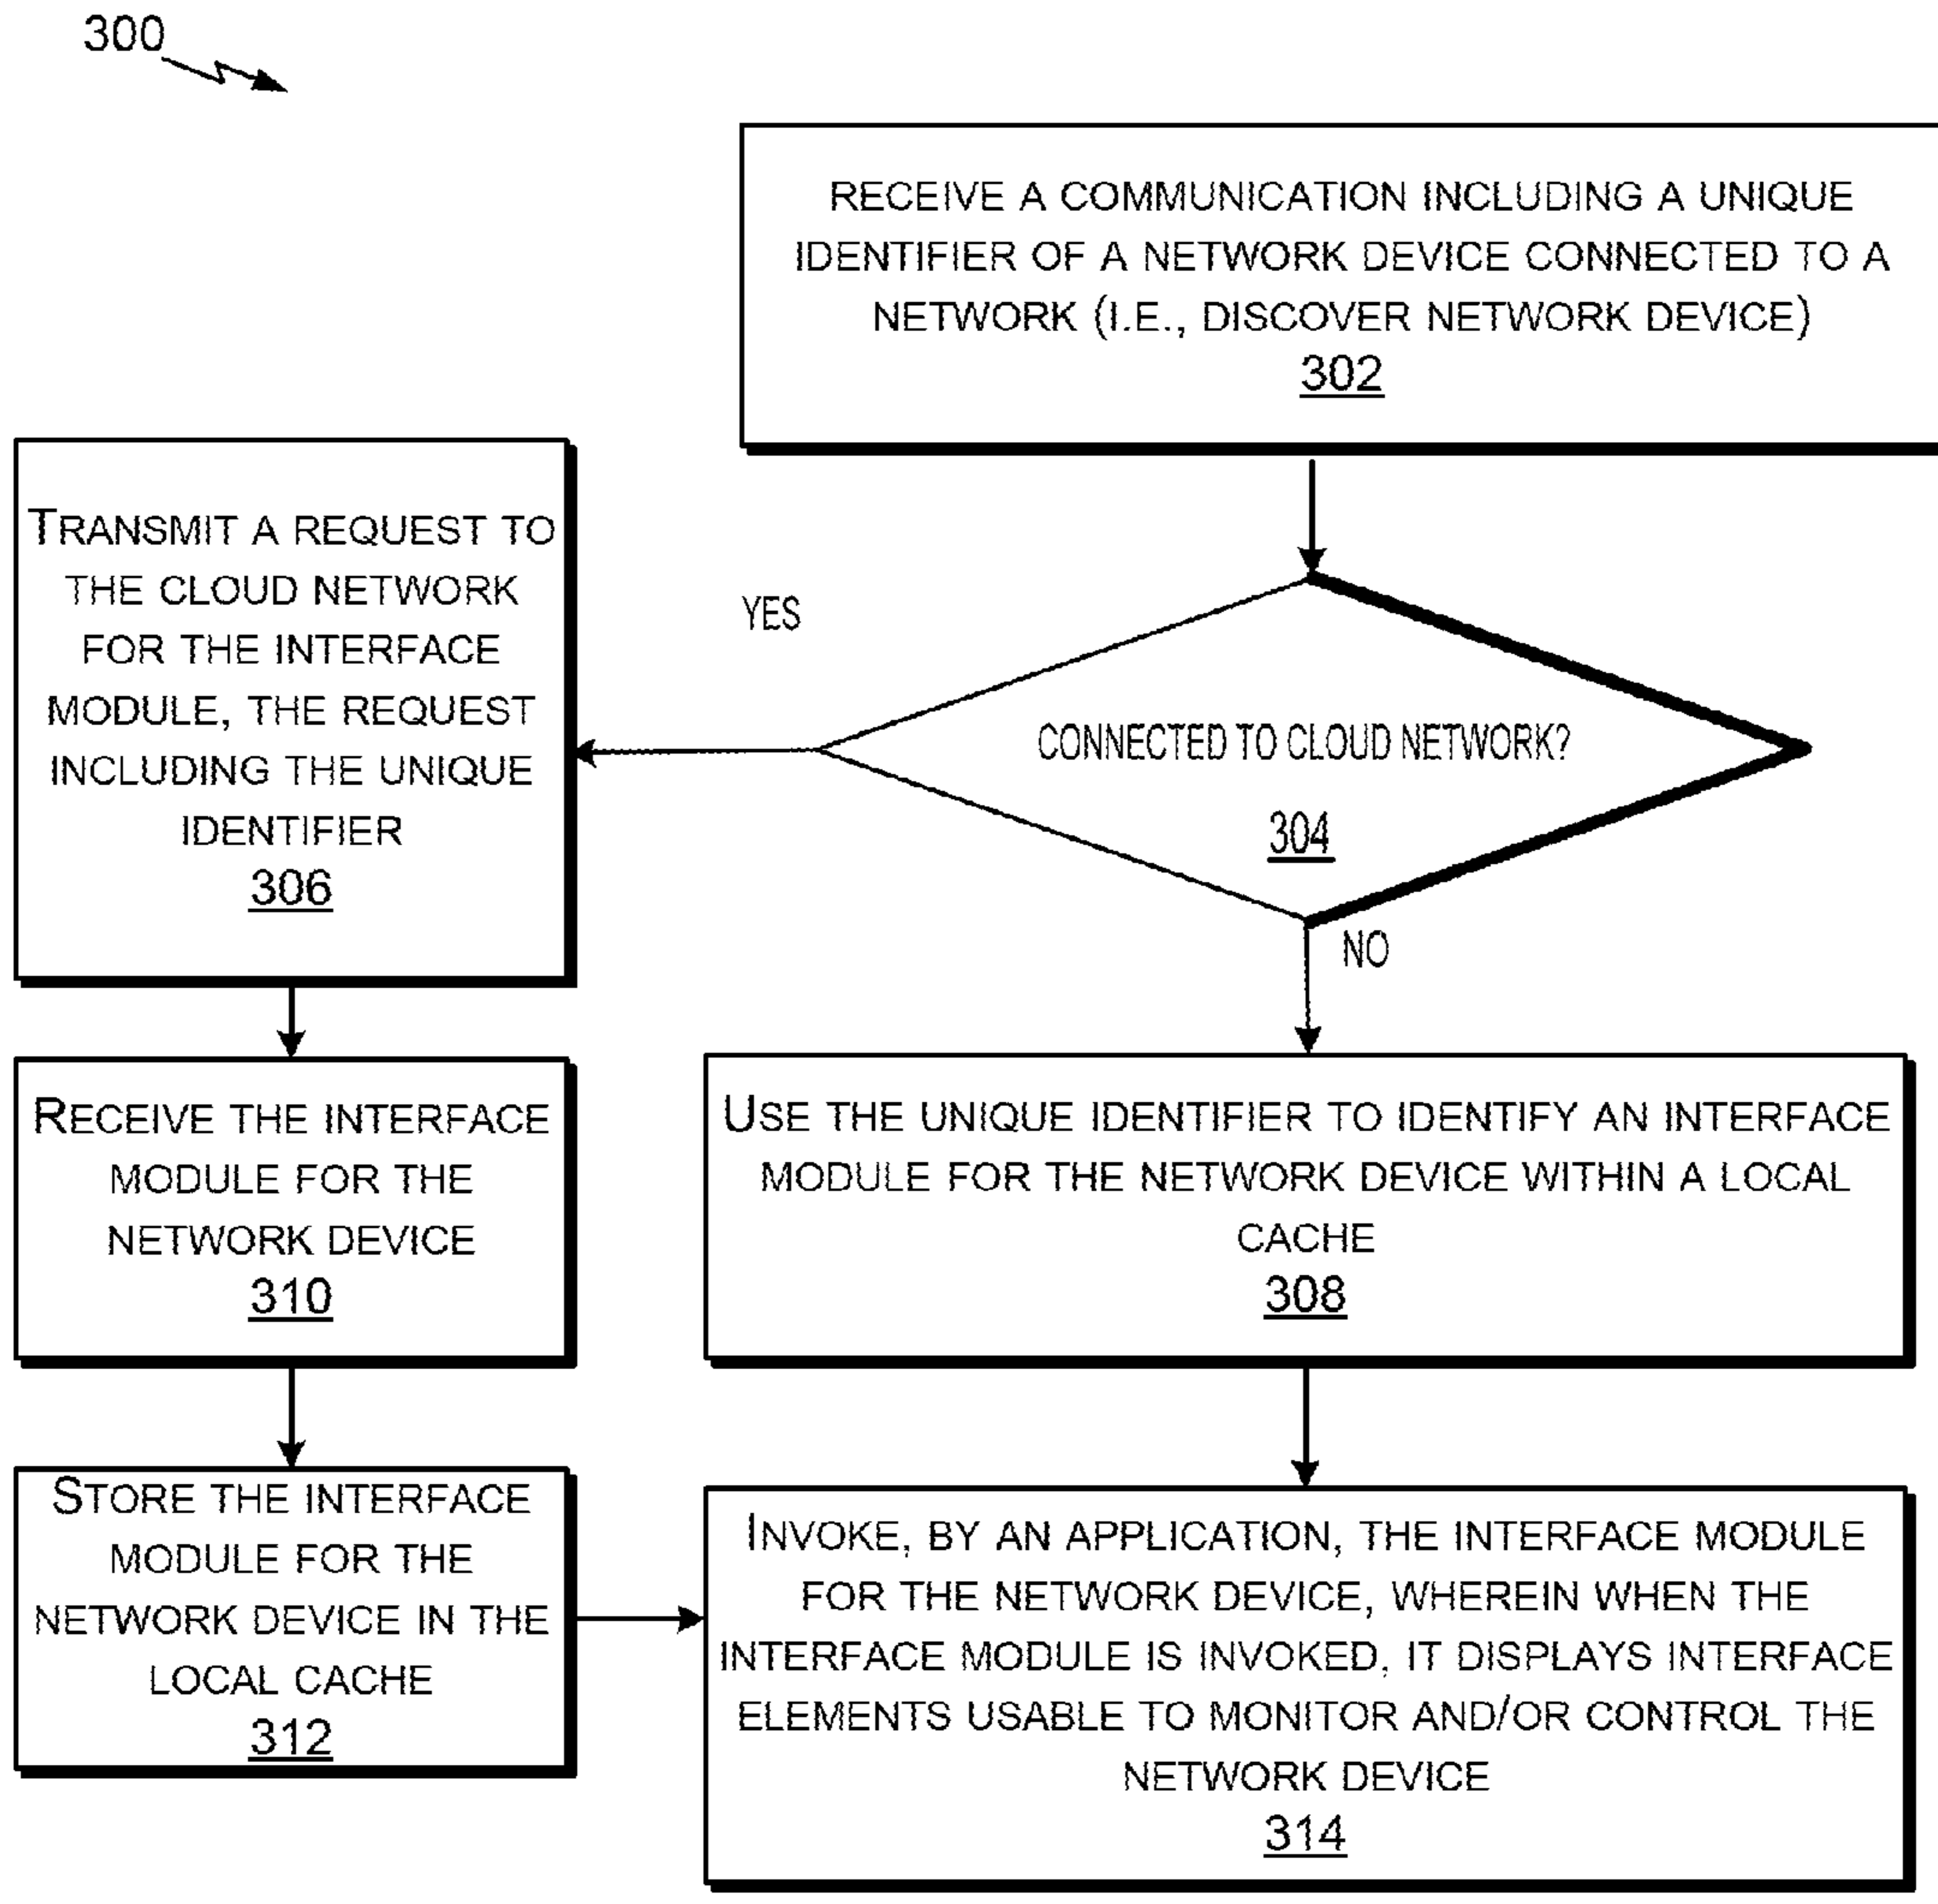 300
RECEIVE A COMMUNICATION INCLUDING A UNIQUE
IDENTIFIER OF A NETWORK DEVICE CONNECTED TO A
NETWORK (I.E., DISCOVER NETWORK DEVICE)
302
YES
CONNECTED TO CLOUD NETWORK?
304
NO
TRANSMIT A REQUEST TO
THE CLOUD NETWORK
FOR THE INTERFACE
MODULE, THE REQUEST
INCLUDING THE UNIQUE
IDENTIFIER
306
RECEIVE THE INTERFACE
MODULE FOR THE
NETWORK DEVICE
310
USE THE UNIQUE IDENTIFIER TO IDENTIFY AN INTERFACE
MODULE FOR THE NETWORK DEVICE WITHIN A LOCAL
CACHE
308
STORE THE INTERFACE
MODULE FOR THE
NETWORK DEVICE IN THE
LOCAL CACHE
312
INVOKE, BY AN APPLICATION, THE INTERFACE MODULE
FOR THE NETWORK DEVICE, WHEREIN WHEN THE
INTERFACE MODULE IS INVOKED, IT DISPLAYS INTERFACE
ELEMENTS USABLE TO MONITOR AND/OR CONTROL THE
NETWORK DEVICE
314